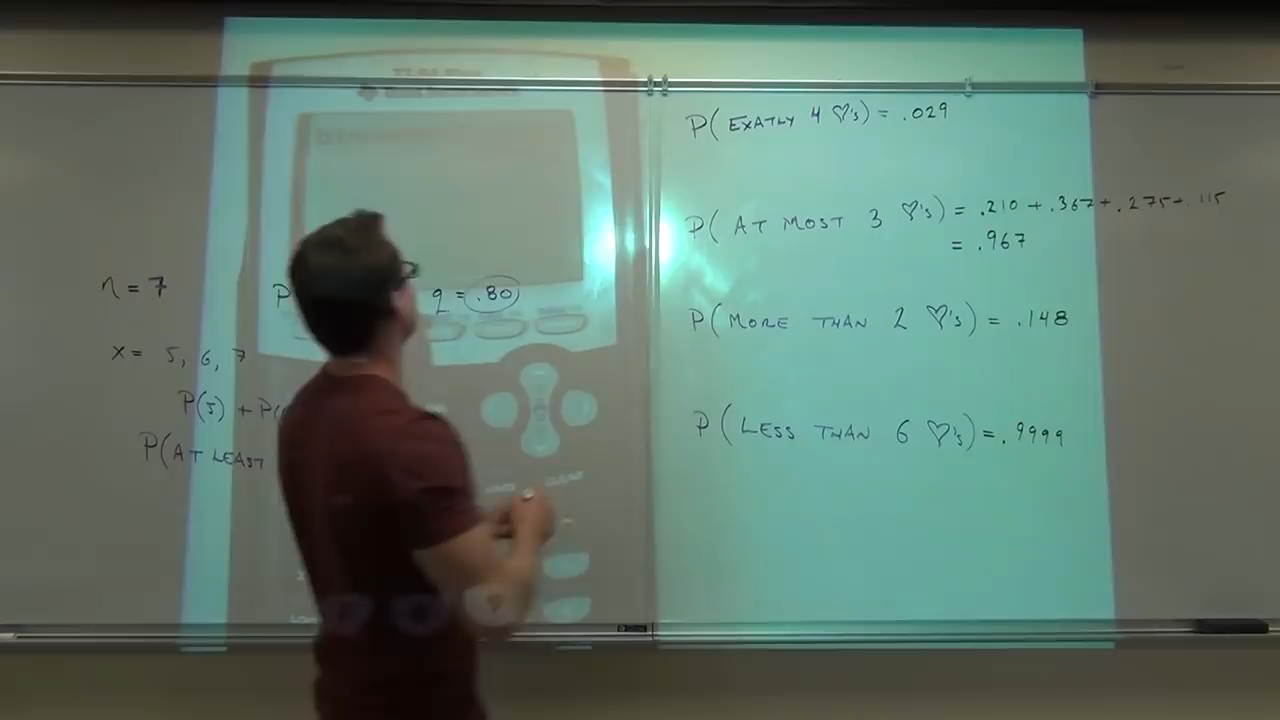 n = 7
P q = .80
x = 5, 6, 7
P(5) + P(
P(AT LEAST
P(EXATLY 4 ♡'s) = .029
P(AT MOST 3 ♡'s) = .210 + .367 + .275 + .115
= .967
P(MORE THAN 2 ♡'s) = .148
P(LESS THAN 6 ♡'s) = .9999
CLEAR